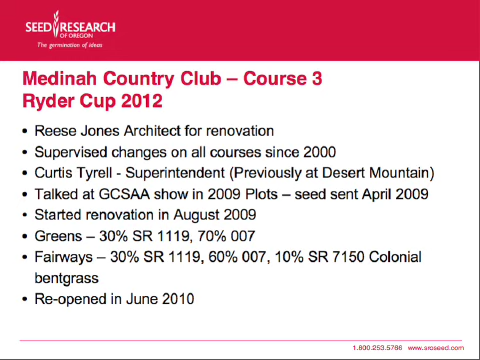 SEED RESEARCH
OF OREGON
The germination of ideas
Medinah Country Club – Course 3
Ryder Cup 2012
• Reese Jones Architect for renovation
• Supervised changes on all courses since 2000
• Curtis Tyrell - Superintendent (Previously at Desert Mountain)
• Talked at GCSAA show in 2009 Plots – seed sent April 2009
• Started renovation in August 2009
• Greens – 30% SR 1119, 70% 007
• Fairways – 30% SR 1119, 60% 007, 10% SR 7150 Colonial
bentgrass
• Re-opened in June 2010
1.800.253.5766 www.sroseed.com